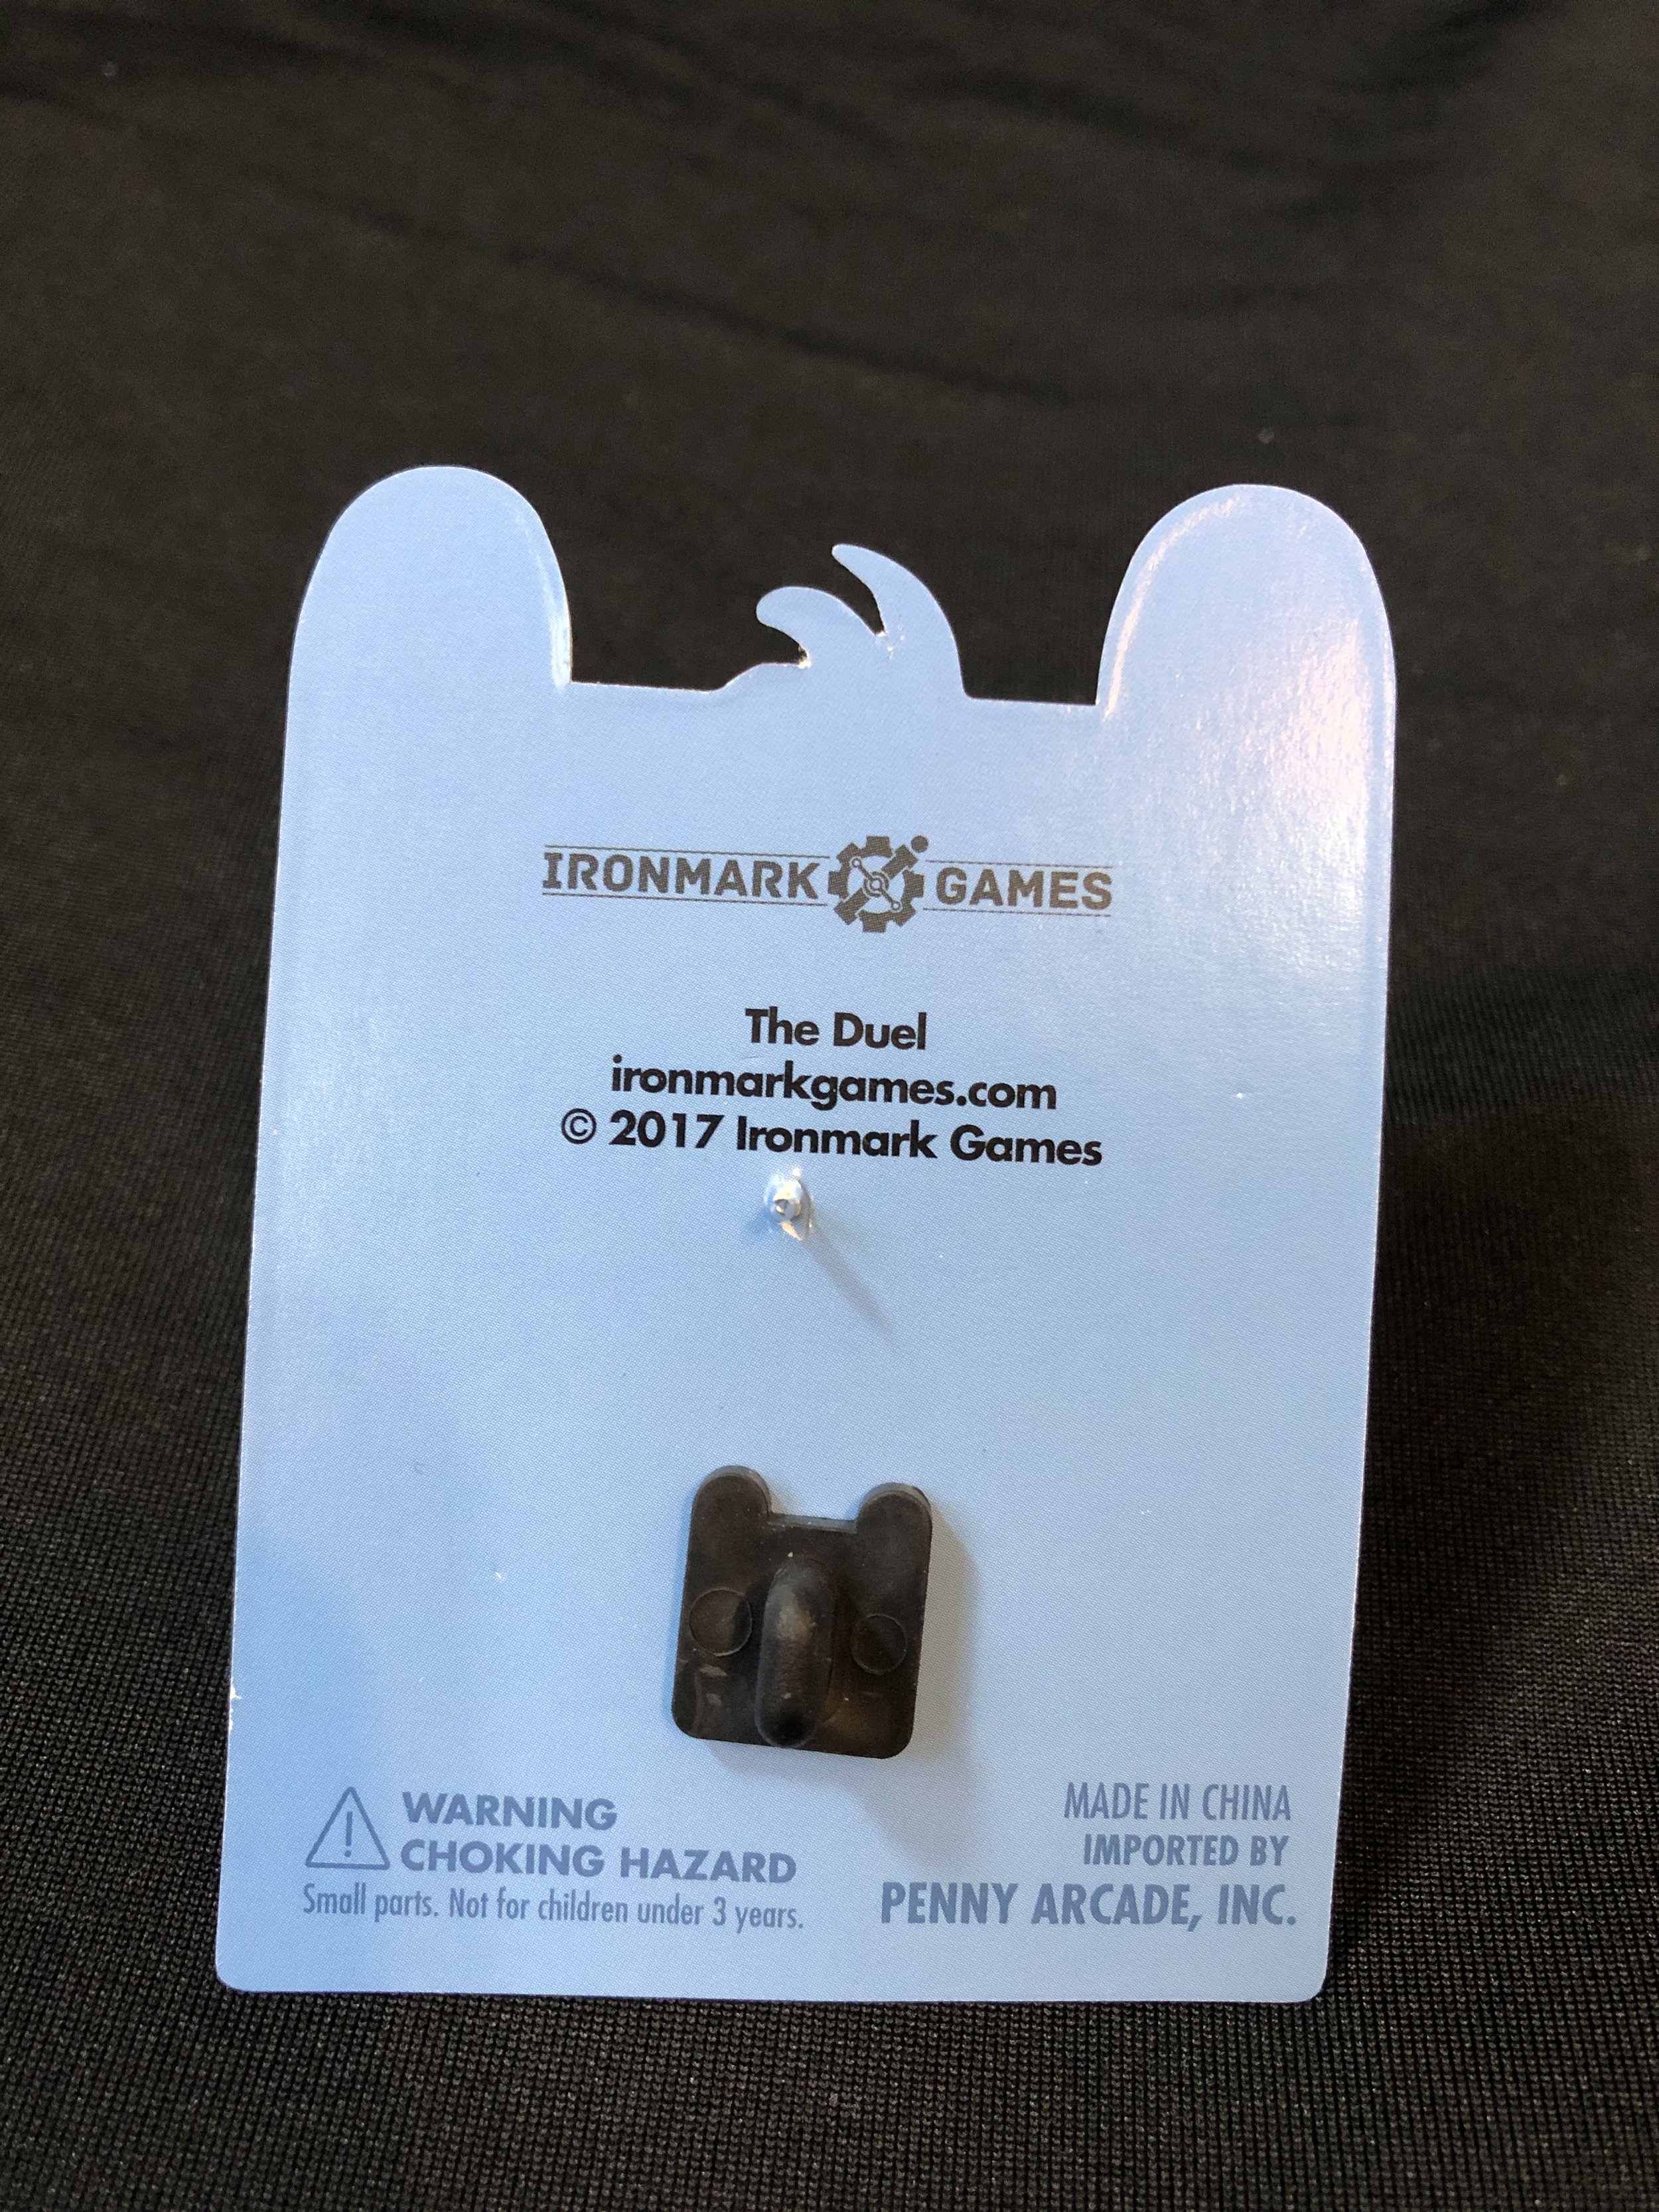 IRONMARK GAMES
The Duel
ironmarkgames.com
© 2017 Ironmark Games
WARNING
CHOKING HAZARD
Small parts. Not for children under 3 years.
MADE IN CHINA
IMPORTED BY
PENNY ARCADE, INC.